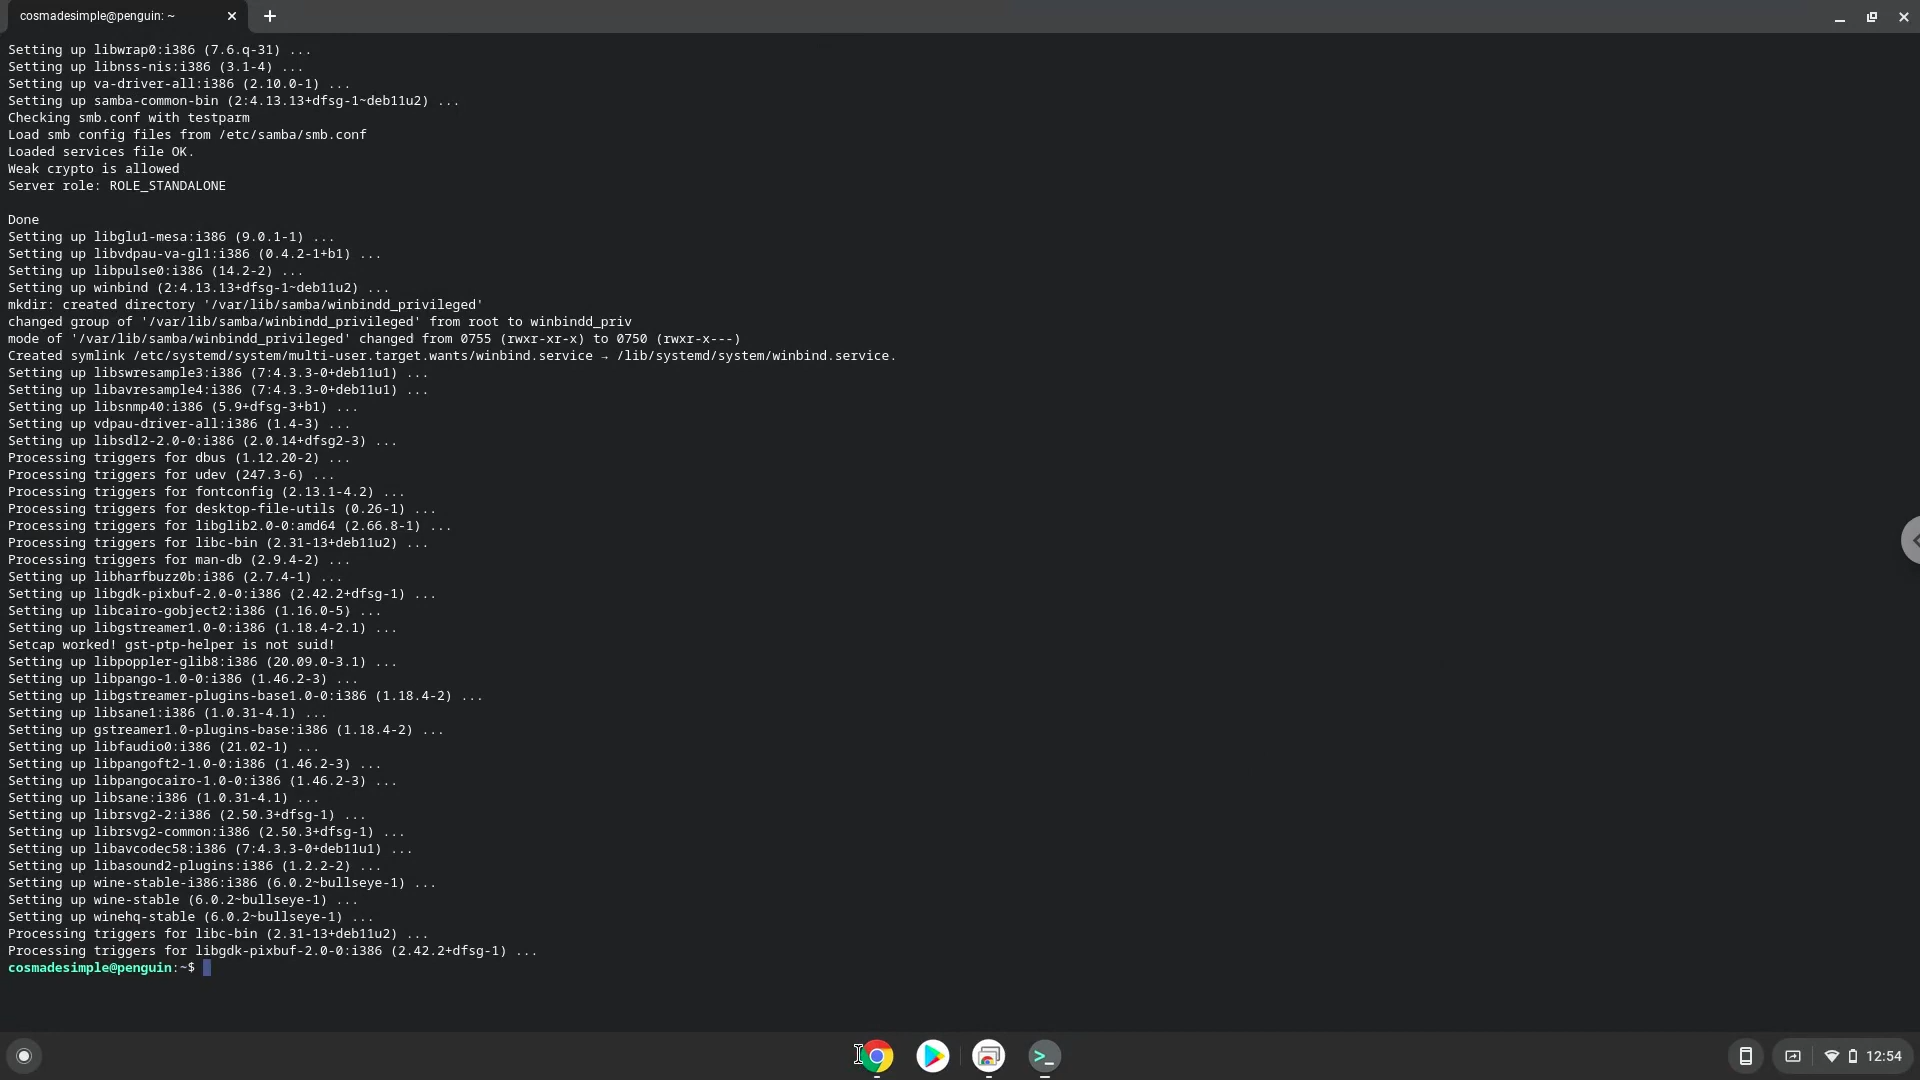 cosmadesimple@penguin: ~
Setting up libwrap0:i386 (7.6.q-31) ...
Setting up libnss-nis:i386 (3.1-4) ...
Setting up va-driver-all:i386 (2.10.0-1) ...
Setting up samba-common-bin (2:4.13.13+dfsg-1~deb11u2) ...
Checking smb.conf with testparm
Load smb config files from /etc/samba/smb.conf
Loaded services file OK.
Weak crypto is allowed
Server role: ROLE_STANDALONE
Done
Setting up libglu1-mesa:i386 (9.0.1-1) ...
Setting up libvdpau-va-gl1:i386 (0.4.2-1+b1) ...
Setting up libpulse0:i386 (14.2-2) ...
Setting up winbind (2:4.13.13+dfsg-1~deb11u2) ...
mkdir: created directory '/var/lib/samba/winbindd_privileged'
changed group of '/var/lib/samba/winbindd_privileged' from root to winbindd_priv
mode of '/var/lib/samba/winbindd_privileged' changed from 0755 (rwxr-xr-x) to 0750 (rwxr-x---)
Created symlink /etc/systemd/system/multi-user.target.wants/winbind.service → /lib/systemd/system/winbind.service.
Setting up libswresample3:i386 (7:4.3.3-0+deb11u1) ...
Setting up libavresample4:i386 (7:4.3.3-0+deb11u1) ...
Setting up libsnmp40:i386 (5.9+dfsg-3+b1) ...
Setting up vdpau-driver-all:i386 (1.4-3) ...
Setting up libsdl2-2.0-0:i386 (2.0.14+dfsg2-3) ...
Processing triggers for dbus (1.12.20-2) ...
Processing triggers for udev (247.3-6) ...
Processing triggers for fontconfig (2.13.1-4.2) ...
Processing triggers for desktop-file-utils (0.26-1) ...
Processing triggers for libglib2.0-0:amd64 (2.66.8-1) ...
Processing triggers for libc-bin (2.31-13+deb11u2) ...
Processing triggers for man-db (2.9.4-2) ...
Setting up libharfbuzz0b:i386 (2.7.4-1) ...
Setting up libgdk-pixbuf-2.0-0:i386 (2.42.2+dfsg-1) ...
Setting up libcairo-gobject2:i386 (1.16.0-5) ...
Setting up libgstreamer1.0-0:i386 (1.18.4-2.1) ...
Setcap worked! gst-ptp-helper is not suid!
Setting up libpoppler-glib8:i386 (20.09.0-3.1) ...
Setting up libpango-1.0-0:i386 (1.46.2-3) ...
Setting up libgstreamer-plugins-base1.0-0:i386 (1.18.4-2) ...
Setting up libsane1:i386 (1.0.31-4.1) ...
Setting up gstreamer1.0-plugins-base:i386 (1.18.4-2) ...
Setting up libfaudio0:i386 (21.02-1) ...
Setting up libpangoft2-1.0-0:i386 (1.46.2-3) ...
Setting up libpangocairo-1.0-0:i386 (1.46.2-3) ...
Setting up libsane:i386 (1.0.31-4.1) ...
Setting up librsvg2-2:i386 (2.50.3+dfsg-1) ...
Setting up librsvg2-common:i386 (2.50.3+dfsg-1) ...
Setting up libavcodec58:i386 (7:4.3.3-0+deb11u1) ...
Setting up libasound2-plugins:i386 (1.2.2-2) ...
Setting up wine-stable-i386:i386 (6.0.2~bullseye-1) ...
Setting up wine-stable (6.0.2~bullseye-1) ...
Setting up winehq-stable (6.0.2~bullseye-1) ...
Processing triggers for libc-bin (2.31-13+deb11u2) ...
Processing triggers for libgdk-pixbuf-2.0-0:i386 (2.42.2+dfsg-1) ...
cosmadesimple@penguin:~$
12:54